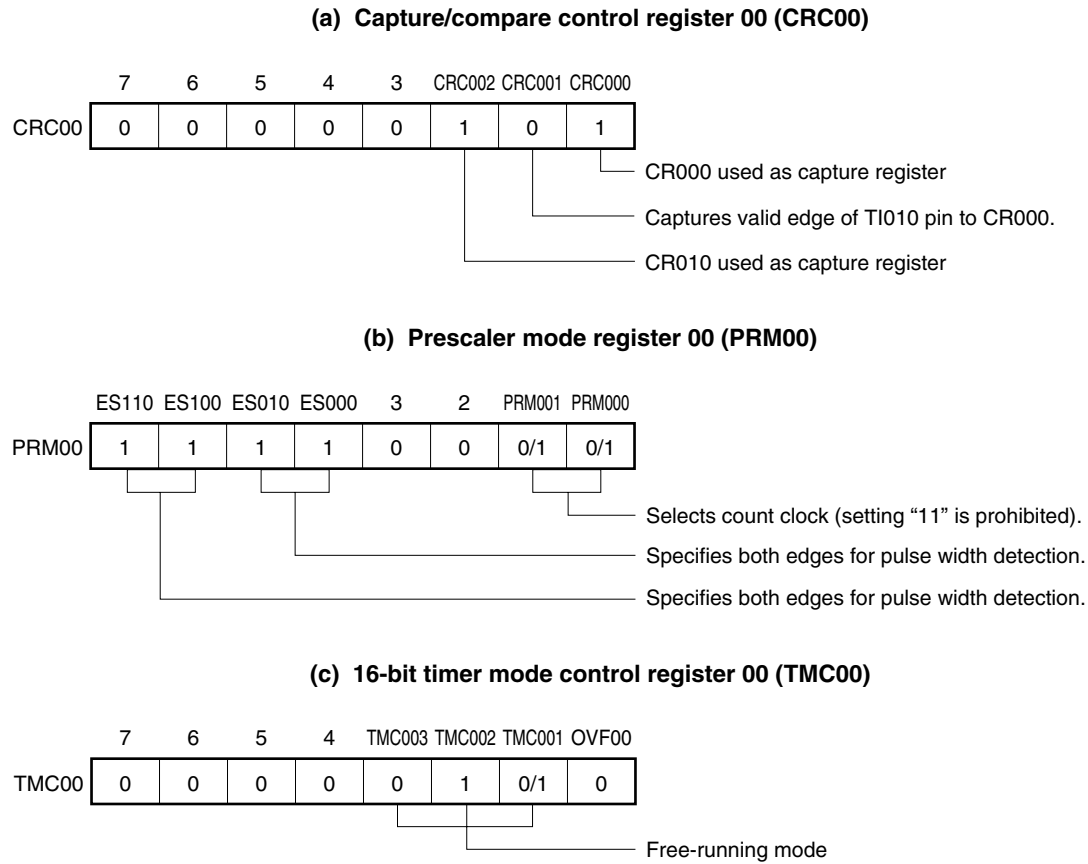 (a) Capture/compare control register 00 (CRC00)
7 6 5 4 3 CRC002 CRC001 CRC000
CRC00 0 0 0 0 0 1 0 1
CR000 used as capture register
Captures valid edge of TI010 pin to CR000.
CR010 used as capture register
(b) Prescaler mode register 00 (PRM00)
ES110 ES100 ES010 ES000 3 2 PRM001 PRM000
PRM00 1 1 1 1 0 0 0/1 0/1
Selects count clock (setting “11” is prohibited).
Specifies both edges for pulse width detection.
Specifies both edges for pulse width detection.
(c) 16-bit timer mode control register 00 (TMC00)
7 6 5 4 TMC003 TMC002 TMC001 OVF00
TMC00 0 0 0 0 0 1 0/1 0
Free-running mode